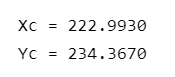 Xc = 222.9930
Yc = 234.3670